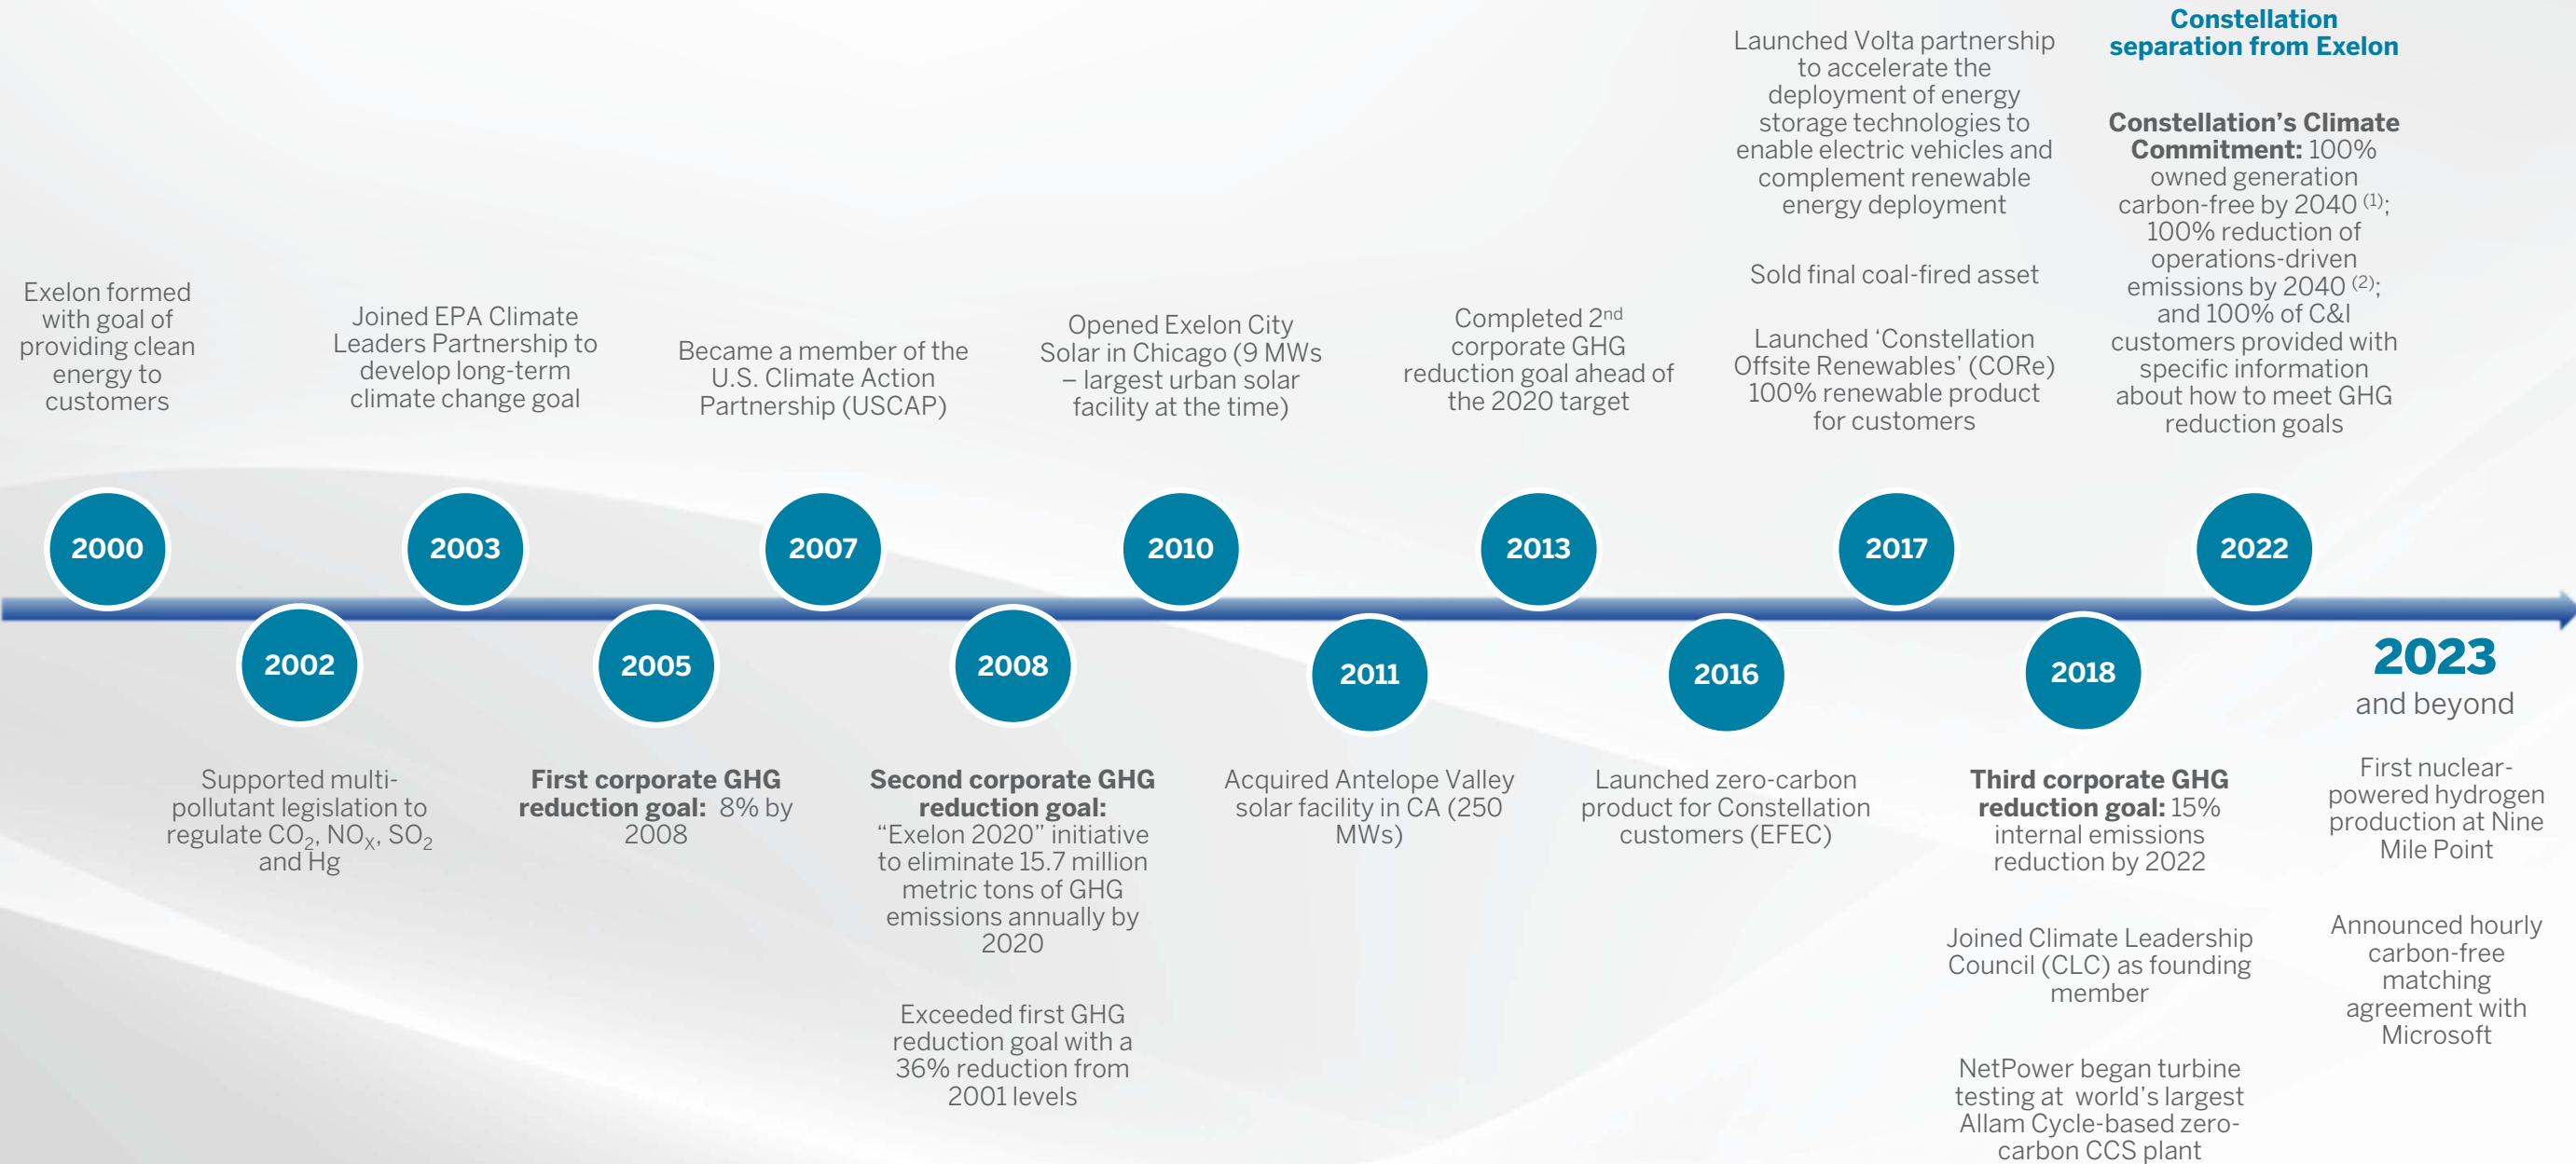 Exelon formed
with goal of
providing clean
energy to
customers
2000
Supported multi-
pollutant legislation to
regulate CO₂, NOₓ, SO₂
and Hg
2002
Joined EPA Climate
Leaders Partnership to
develop long-term
climate change goal
2003
First corporate GHG
reduction goal: 8% by
2008
2005
Became a member of the
U.S. Climate Action
Partnership (USCAP)
2007
2008
Second corporate GHG
reduction goal:
“Exelon 2020” initiative
to eliminate 15.7 million
metric tons of GHG
emissions annually by
2020
Exceeded first GHG
reduction goal with a
36% reduction from
2001 levels
Opened Exelon City
Solar in Chicago (9 MWs
– largest urban solar
facility at the time)
2010
2011
Acquired Antelope Valley
solar facility in CA (250
MWs)
Completed 2nd
corporate GHG
reduction goal ahead of
the 2020 target
2013
2016
Launched zero-carbon
product for Constellation
customers (EFEC)
Launched Volta partnership
to accelerate the
deployment of energy
storage technologies to
enable electric vehicles and
complement renewable
energy deployment
Sold final coal-fired asset
Launched ‘Constellation
Offsite Renewables’ (CORe)
100% renewable product
for customers
2017
2018
Third corporate GHG
reduction goal: 15%
internal emissions
reduction by 2022
Joined Climate Leadership
Council (CLC) as founding
member
NetPower began turbine
testing at world’s largest
Allam Cycle-based zero-
carbon CCS plant
Constellation
separation from Exelon
Constellation’s Climate
Commitment: 100%
owned generation
carbon-free by 2040 (1);
100% reduction of
operations-driven
emissions by 2040 (2);
and 100% of C&I
customers provided with
specific information
about how to meet GHG
reduction goals
2022
2023
and beyond
First nuclear-
powered hydrogen
production at Nine
Mile Point
Announced hourly
carbon-free
matching
agreement with
Microsoft